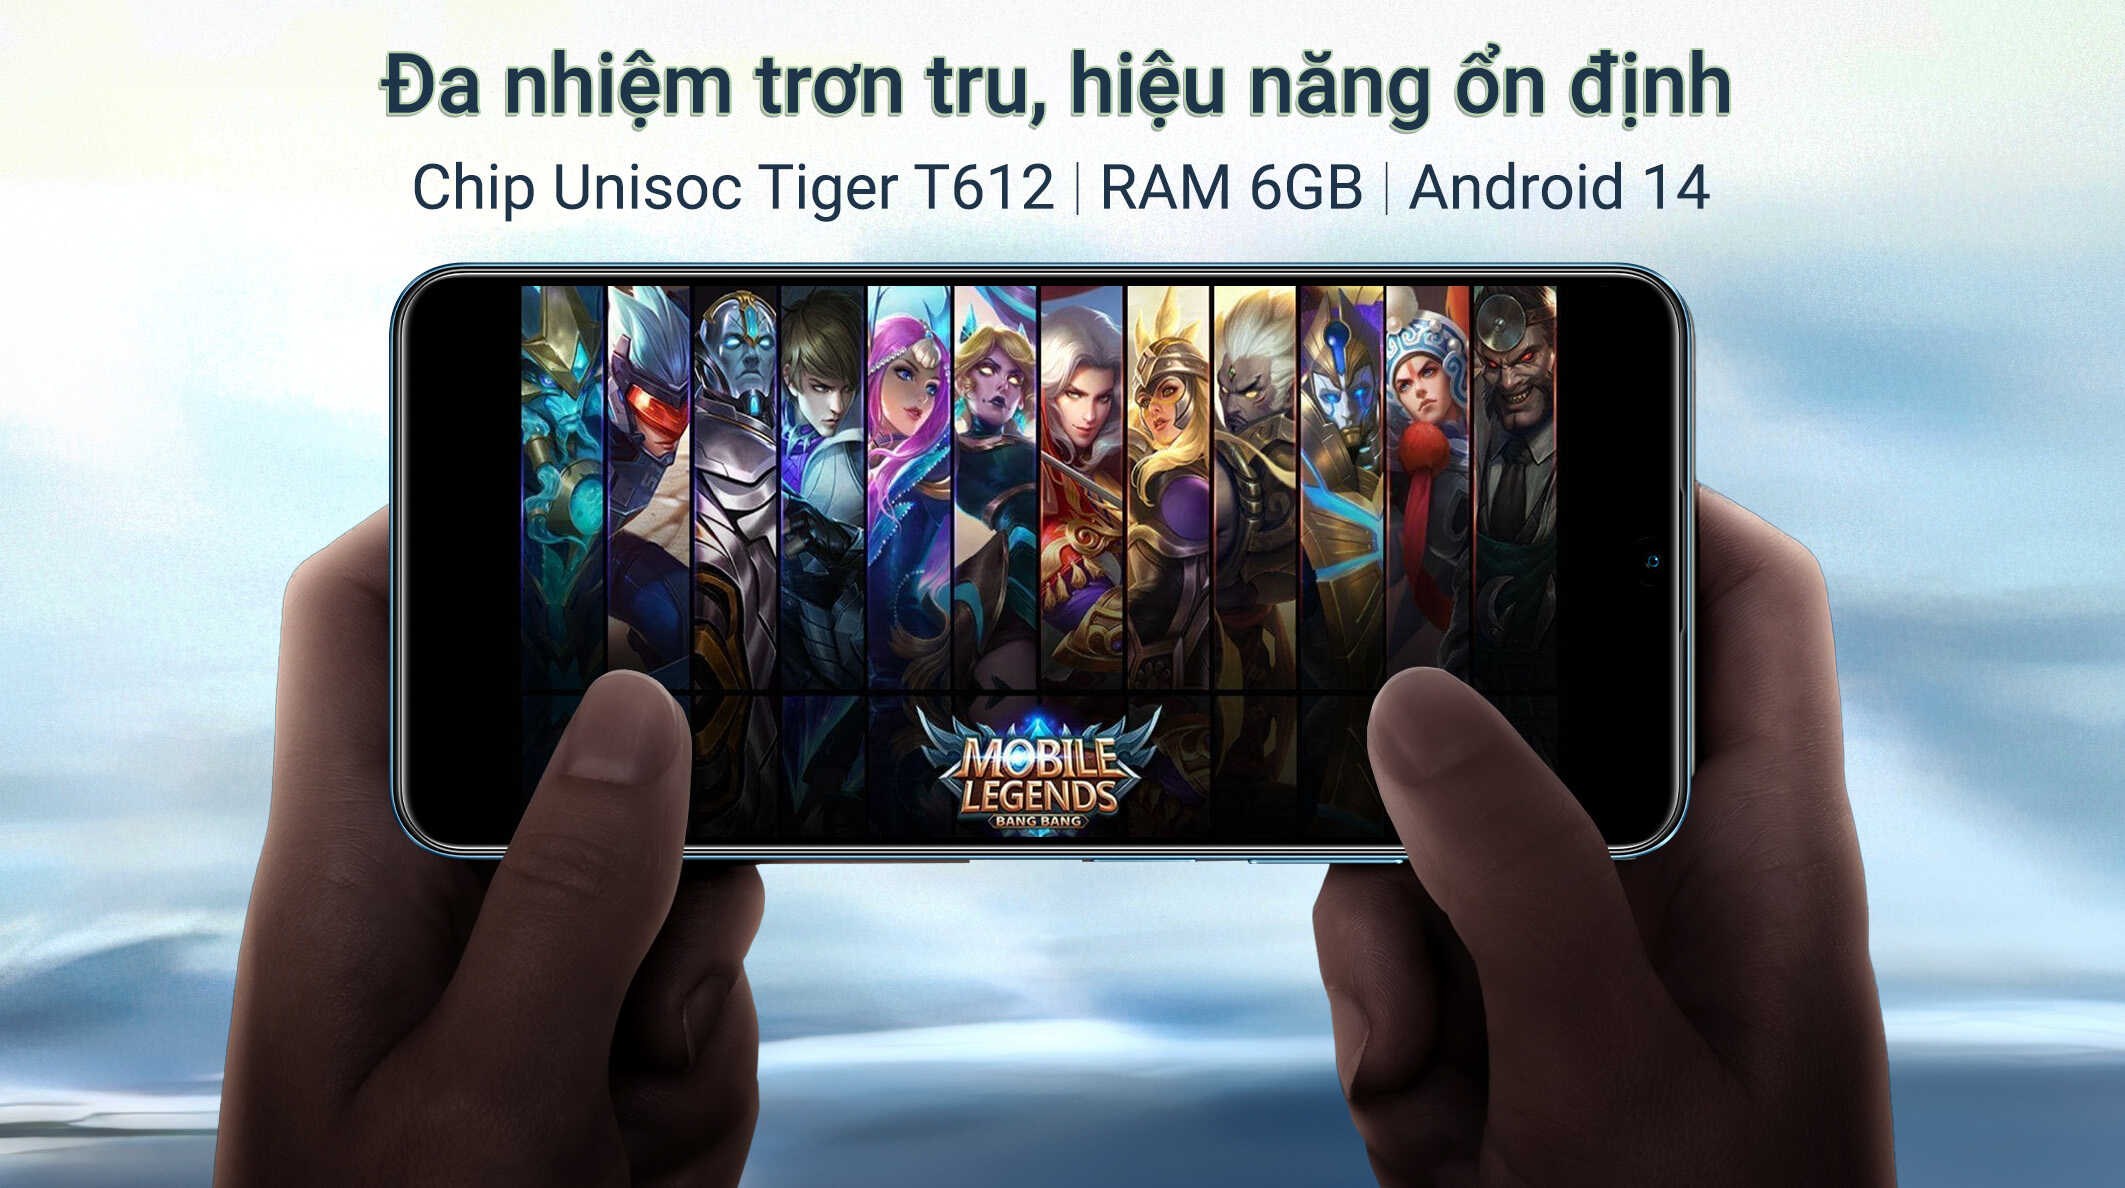 Đa nhiệm trơn tru, hiệu năng ổn định
Chip Unisoc Tiger T612 | RAM 6GB | Android 14
MOBILE
LEGENDS
BANG BANG